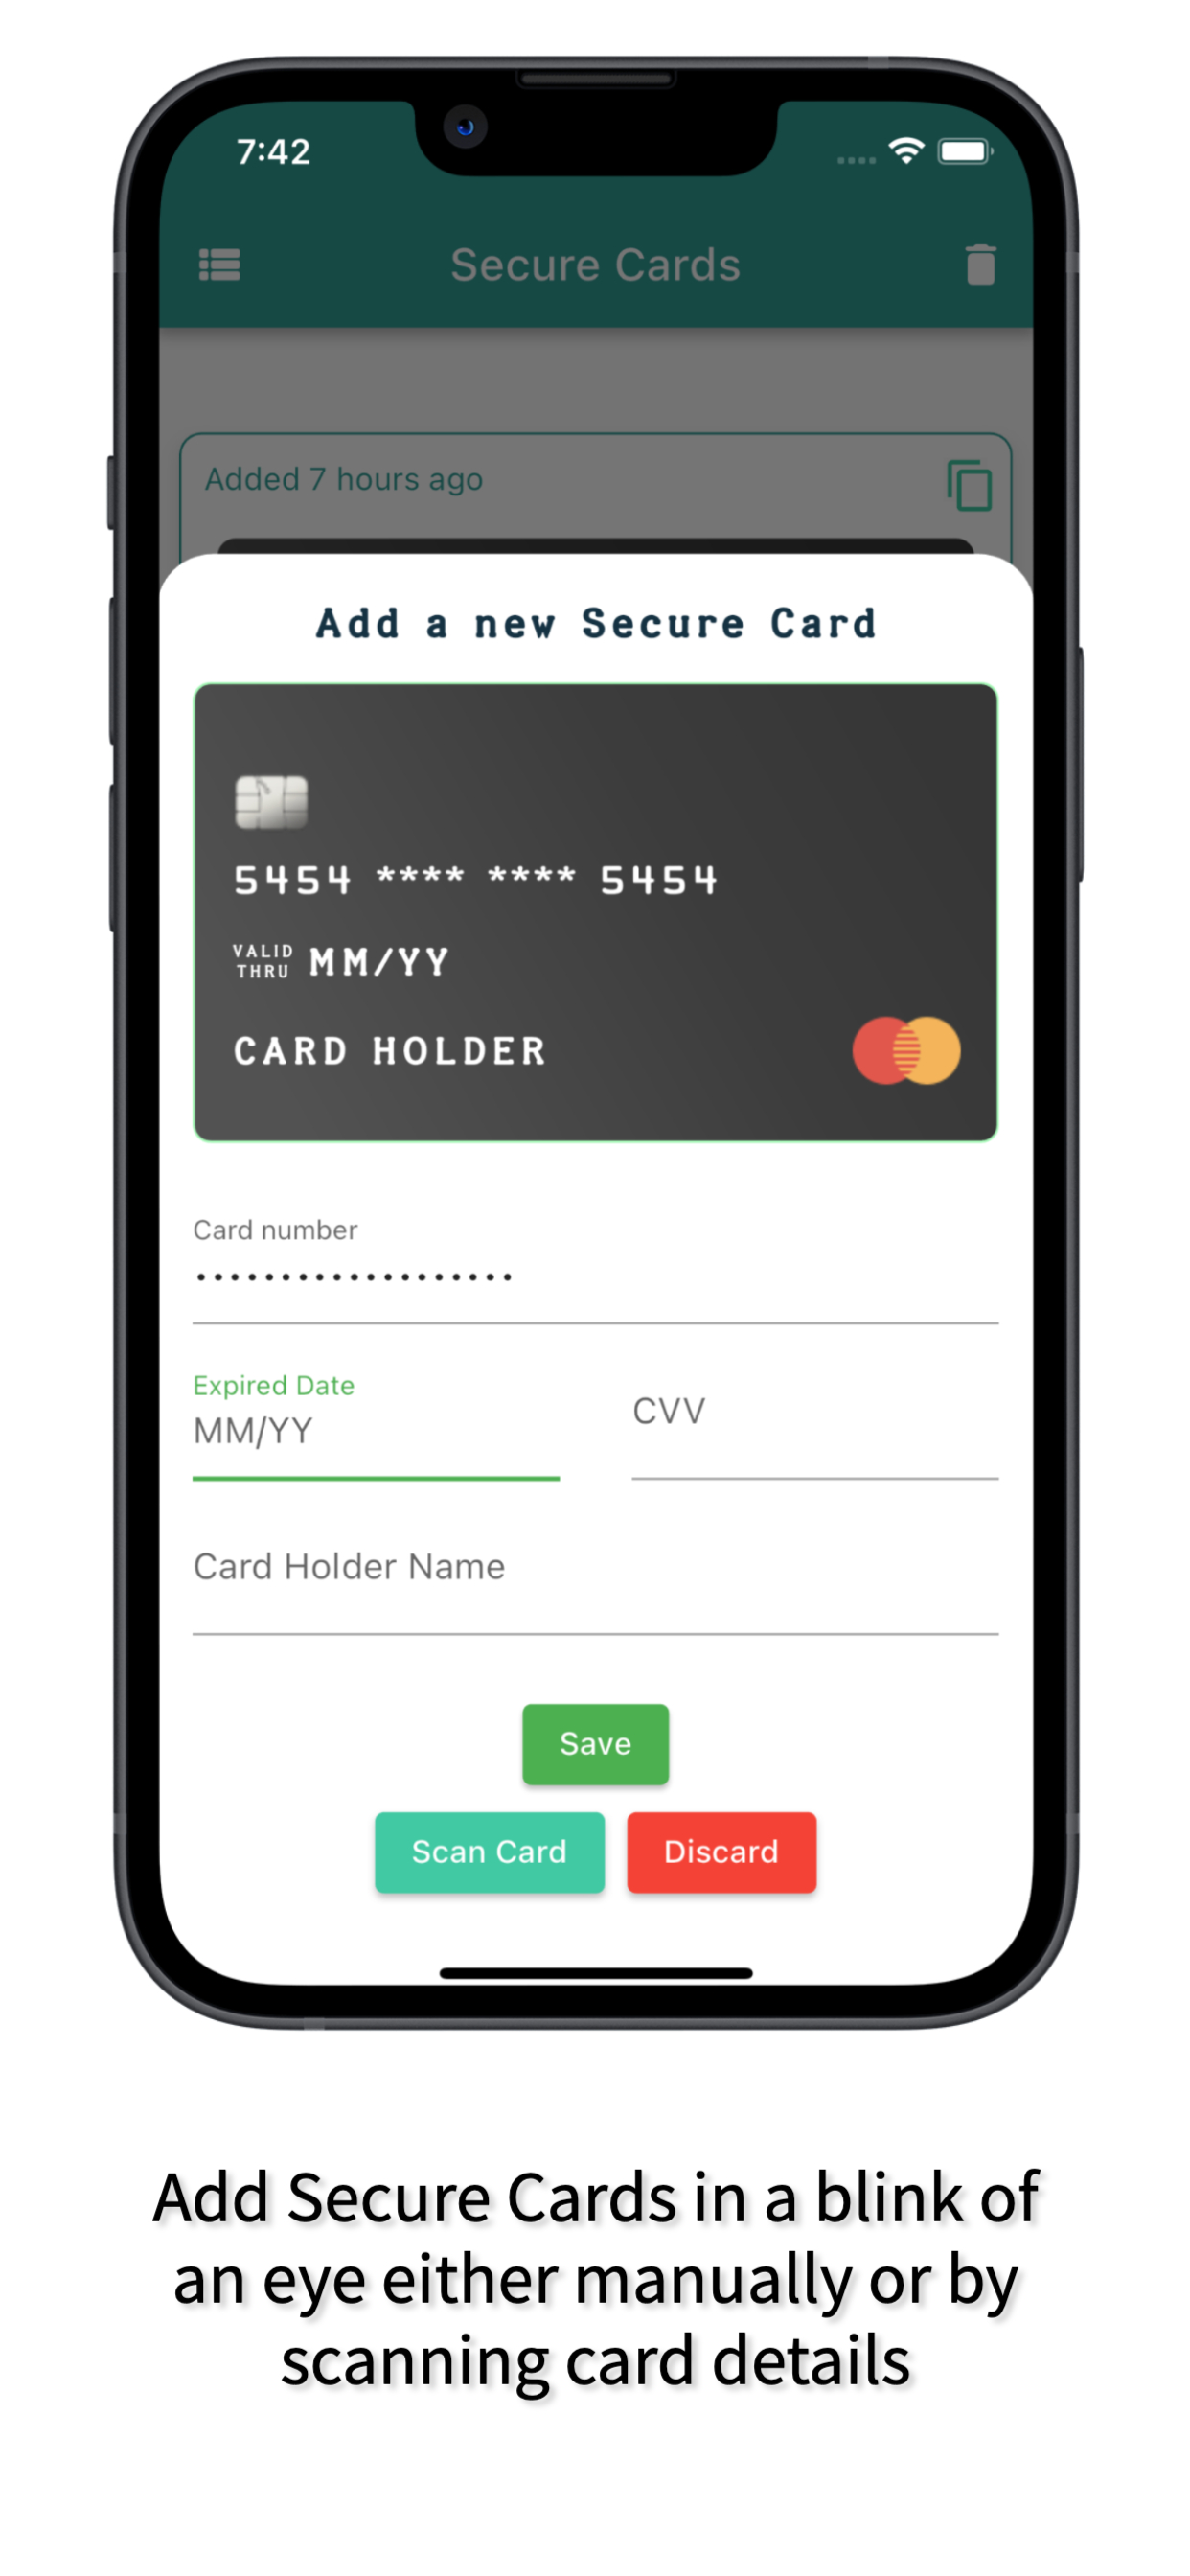 7:42
Secure Cards
Added 7 hours ago
Add a new Secure Card
5454 **** **** 5454
VALID
THRU MM/YY
CARD HOLDER
Card number
•••••••••••••••••••
Expired Date
MM/YY
CVV
Card Holder Name
Save
Scan Card Discard
Add Secure Cards in a blink of
an eye either manually or by
scanning card details